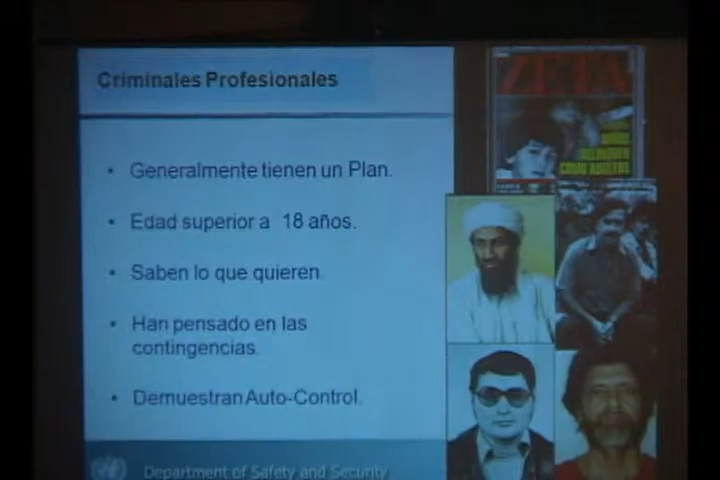 Criminales Profesionales
ZETA
• Generalmente tienen un Plan.
• Edad superior a 18 años.
• Saben lo que quieren.
• Han pensado en las
contingencias.
• Demuestran Auto-Control.
Department of Safety and Security